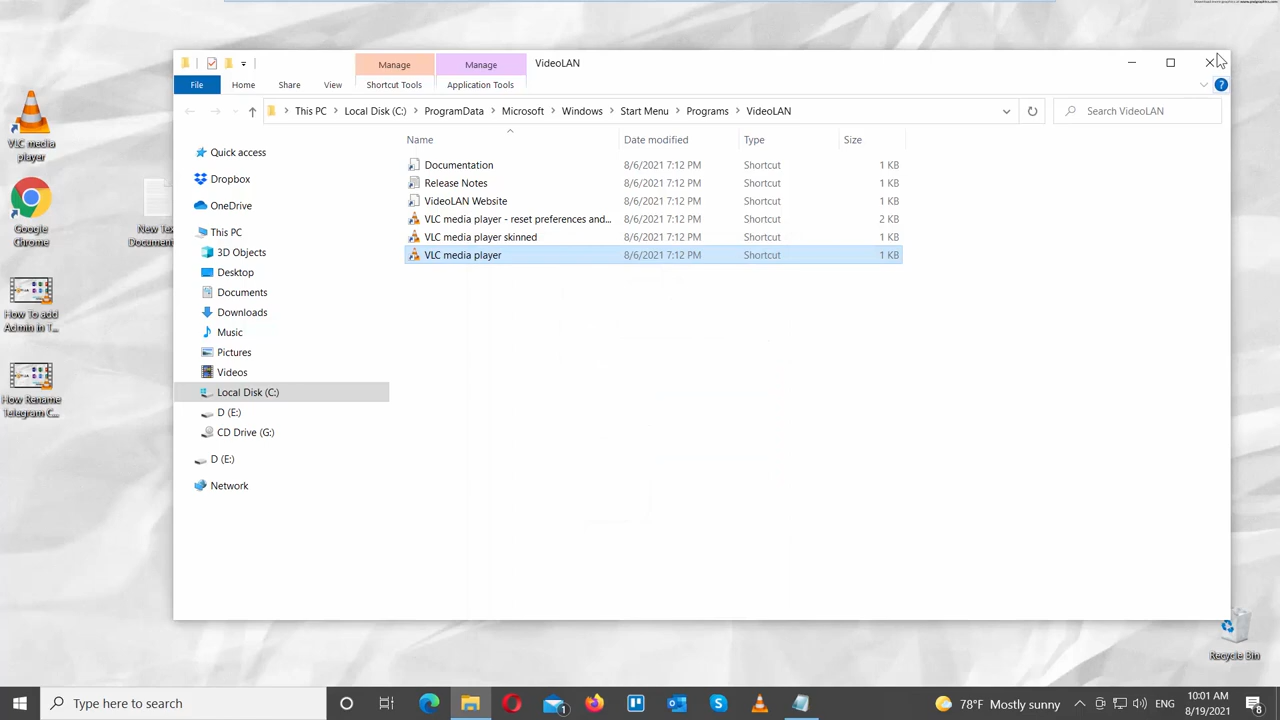 Manage
Manage
VideoLAN
File
Home
Share
View
Shortcut Tools
Application Tools
This PC
Local Disk (C:)
ProgramData
Microsoft
Windows
Start Menu
Programs
VideoLAN
Search VideoLAN
Name
Date modified
Type
Size
Documentation 8/6/2021 7:12 PM Shortcut 1 KB
Release Notes 8/6/2021 7:12 PM Shortcut 1 KB
VideoLAN Website 8/6/2021 7:12 PM Shortcut 1 KB
VLC media player - reset preferences and... 8/6/2021 7:12 PM Shortcut 2 KB
VLC media player skinned 8/6/2021 7:12 PM Shortcut 1 KB
VLC media player 8/6/2021 7:12 PM Shortcut 1 KB
Quick access
Dropbox
OneDrive
This PC
3D Objects
Desktop
Documents
Downloads
Music
Pictures
Videos
Local Disk (C:)
D (E:)
CD Drive (G:)
D (E:)
Network
VLC media
player
Google
Chrome
New Tex
Document
How To add
Admin in T...
How Rename
Telegram C...
Recycle Bin
Type here to search
1
78°F Mostly sunny
ENG
10:01 AM
8/19/2021
8